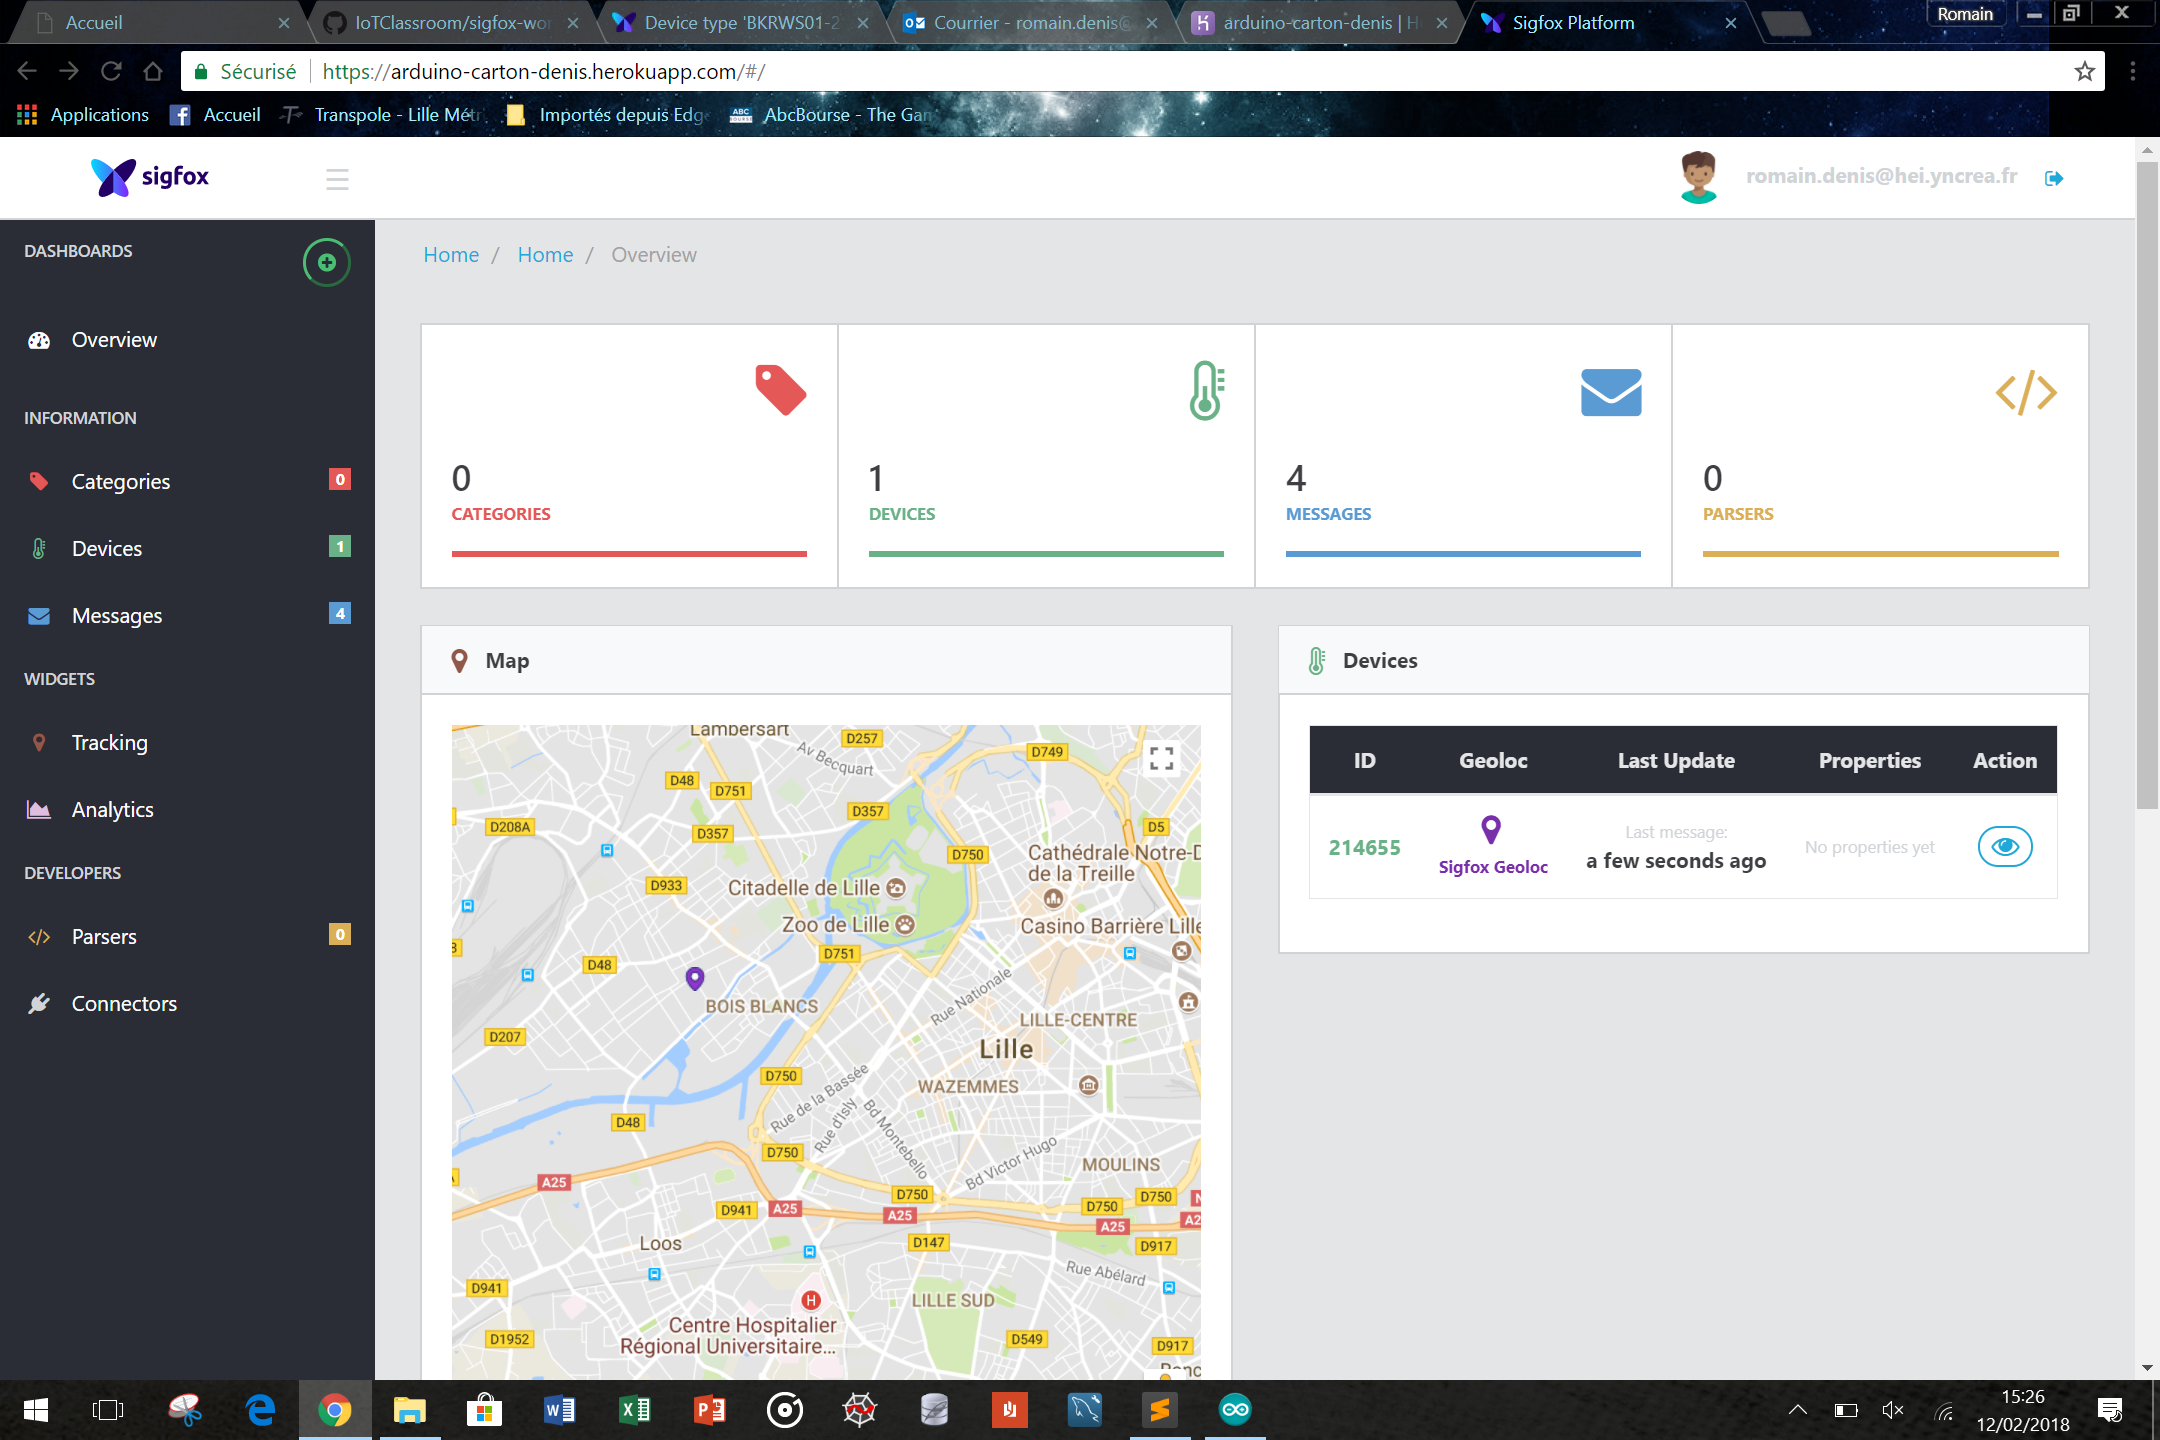 Accueil
IoTClassroom/sigfox-wor
Device type 'BKRWS01-2
Courrier - romain.denis@
arduino-carton-denis | H
Sigfox Platform
Romain
Sécurisé
https://arduino-carton-denis.herokuapp.com/#/
Applications
Accueil
Transpole - Lille Métr
Importés depuis Edge
AbcBourse - The Gam
sigfox
romain.denis@hei.yncrea.fr
DASHBOARDS
Overview
INFORMATION
Categories 0
Devices 1
Messages 4
WIDGETS
Tracking
Analytics
DEVELOPERS
Parsers 0
Connectors
Home / Home / Overview
0
CATEGORIES
1
DEVICES
4
MESSAGES
0
PARSERS
Map
Lambersart
D257
Av Becquart
D749
D48
D751
D357
D208A
D357
D5
D750
Cathédrale Notre-D
de la Treille
D933
Citadelle de Lille
Zoo de Lille
Casino Barrière Lille
D751
D48
BOIS BLANCS
Rue Nationale
LILLE-CENTRE
D207
Lille
D750
WAZEMMES
Rue de la Bassée
Rue d'Isly
Bd Montebello
D48
D750
Bd Victor Hugo
MOULINS
A25
D750
D750
D750
D941
A25
A25
A25
D147
D917
Loos
Rue Abélard
D941
H
LILLE SUD
Centre Hospitalier
Régional Universitaire...
D1952
D549
D917
Devices
ID Geoloc Last Update Properties Action
214655
Sigfox Geoloc
Last message:
a few seconds ago
No properties yet
15:26
12/02/2018